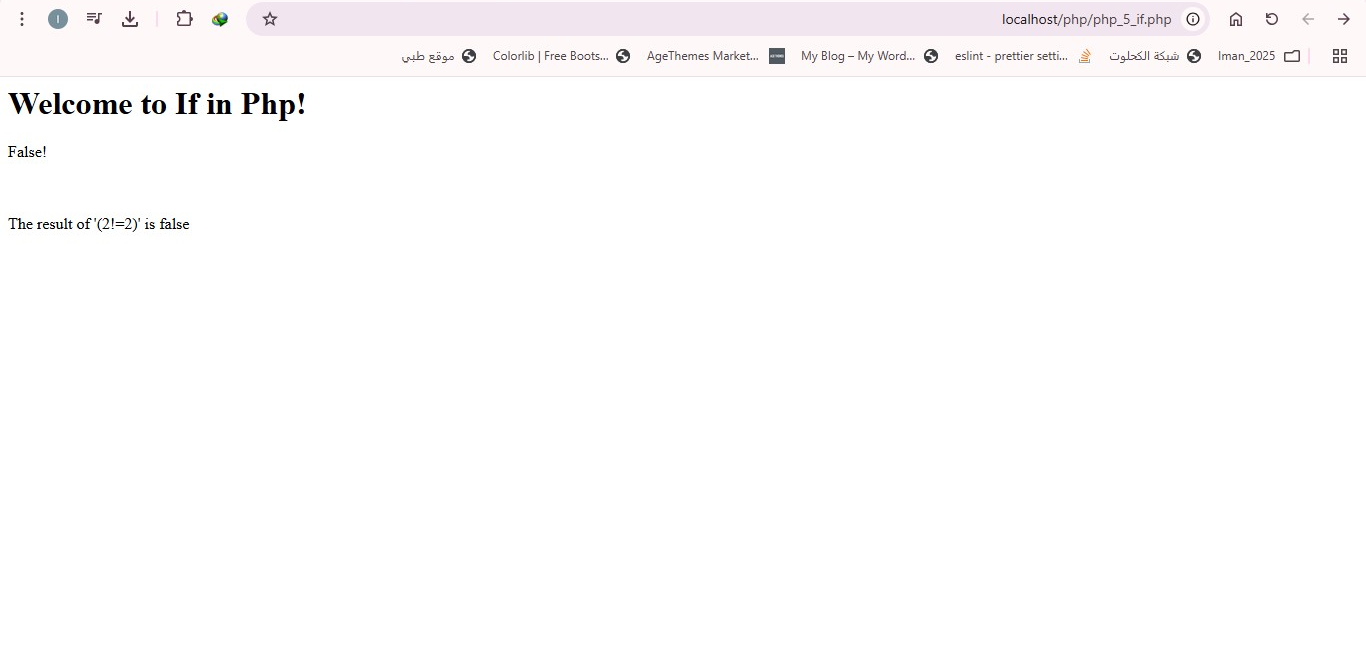 localhost/php/php_5_if.php
موقع طبي Colorlib | Free Boots... AgeThemes Market... My Blog – My Word... eslint - prettier setti... شبكة الكحلوت Iman_2025
Welcome to If in Php!
False!
The result of '(2!=2)' is false